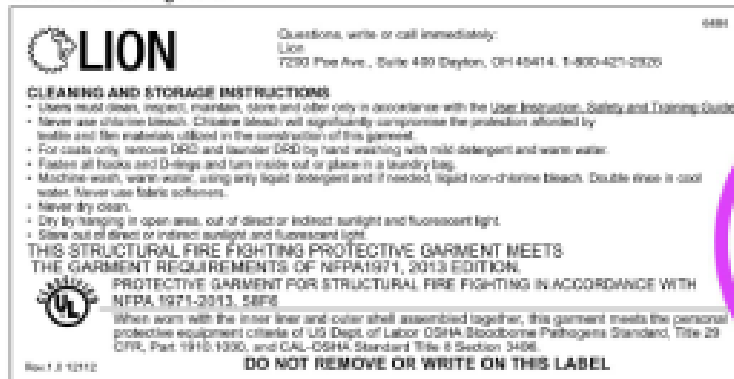 LION
Questions, write or call immediately:
Lion
7200 Poe Ave., Suite 400 Dayton, OH 45414. 1-800-421-2926
CLEANING AND STORAGE INSTRUCTIONS
• Users must clean, inspect, maintain, store and alter only in accordance with the User Instruction, Safety and Training Guide
• Never use chlorine bleach. Chlorine bleach will significantly compromise the protection afforded by
textile and film materials utilized in the construction of this garment.
• For coats only, remove DRD and launder DRD by hand washing with mild detergent and warm water.
• Fasten all hooks and D-rings and turn inside out or place in a laundry bag.
• Machine wash, warm water, using only liquid detergent and if needed, liquid non-chlorine bleach. Double rinse in cool
water. Never use fabric softeners.
• Never dry clean.
• Dry by hanging in open area, out of direct or indirect sunlight and fluorescent light.
• Store out of direct or indirect sunlight and fluorescent light.
THIS STRUCTURAL FIRE FIGHTING PROTECTIVE GARMENT MEETS
THE GARMENT REQUIREMENTS OF NFPA1971, 2013 EDITION.
CLASSIFIED
UL
PROTECTIVE GARMENT FOR STRUCTURAL FIRE FIGHTING IN ACCORDANCE WITH
NFPA 1971-2013.
When worn with the inner liner and outer shell assembled together, this garment meets the personal
protective equipment criteria of US Dept. of Labor OSHA Bloodborne Pathogens Standard, Title 29
CFR, Part 1910.1030, and CAL-OSHA Standard Title 8 Section
DO NOT REMOVE OR WRITE ON THIS LABEL